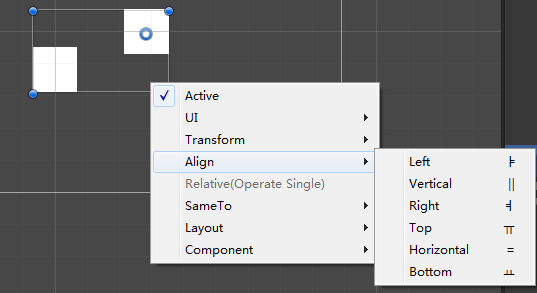 Active
UI
Transform
Align
Relative(Operate Single)
SameTo
Layout
Component
Left
Vertical
Right
Top
Horizontal
Bottom